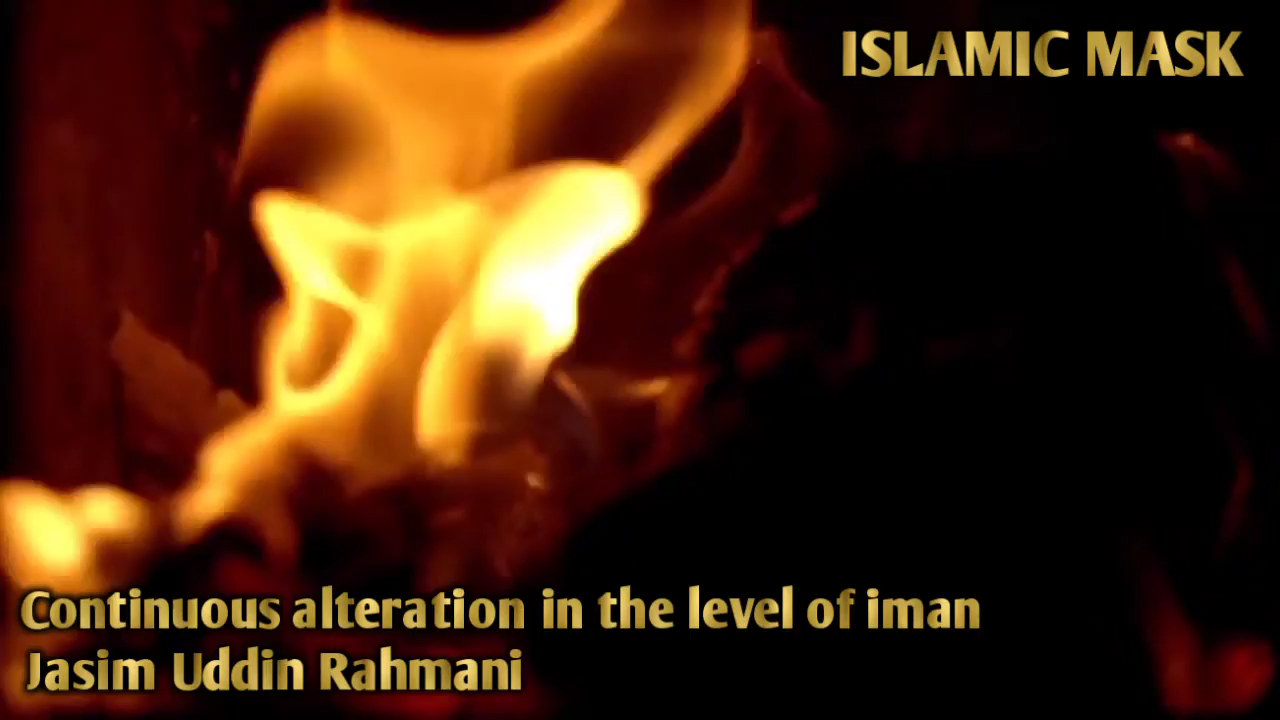 ISLAMIC MASK
Continuous alteration in the level of iman
Jasim Uddin Rahmani